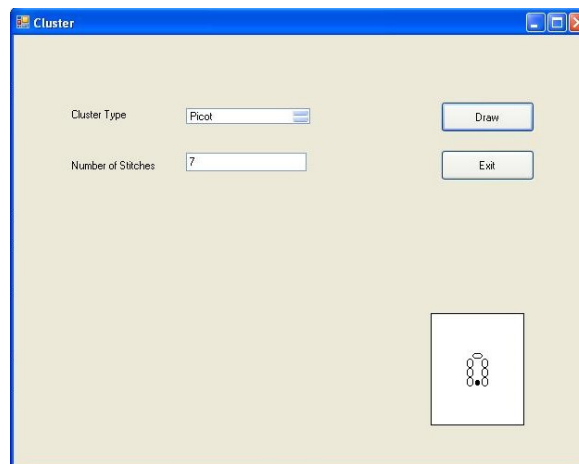 Cluster
Cluster Type Picot Draw
Number of Stitches 7 Exit